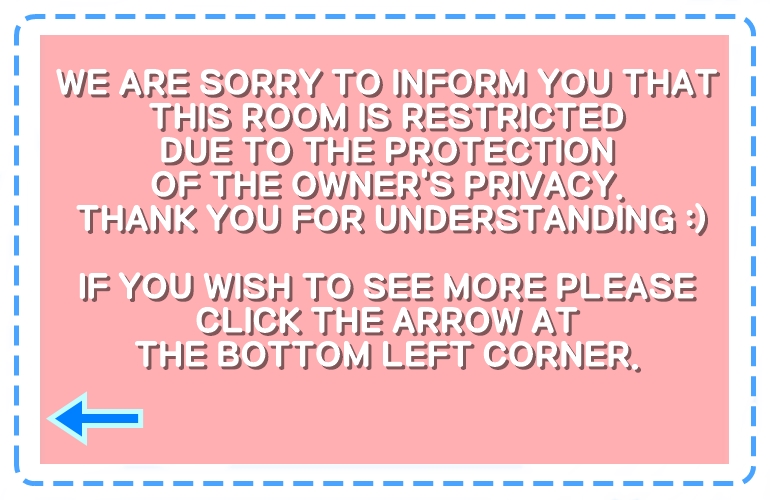 WE ARE SORRY TO INFORM YOU THAT
THIS ROOM IS RESTRICTED
DUE TO THE PROTECTION
OF THE OWNER'S PRIVACY.
THANK YOU FOR UNDERSTANDING :)
IF YOU WISH TO SEE MORE PLEASE
CLICK THE ARROW AT
THE BOTTOM LEFT CORNER.